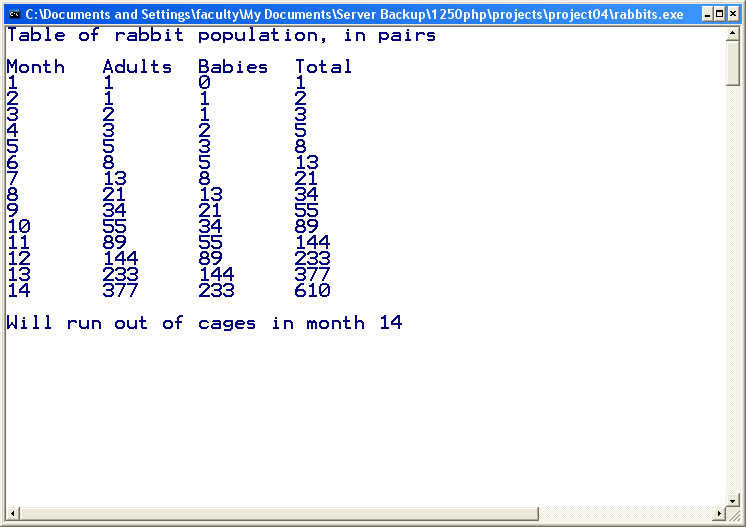 C:\Documents and Settings\faculty\My Documents\Server Backup\1250php\projects\project04\rabbits.exe
Table of rabbit population, in pairs
Month Adults Babies Total
1 1 0 1
2 1 1 2
3 2 1 3
4 3 2 5
5 5 3 8
6 8 5 13
7 13 8 21
8 21 13 34
9 34 21 55
10 55 34 89
11 89 55 144
12 144 89 233
13 233 144 377
14 377 233 610
Will run out of cages in month 14